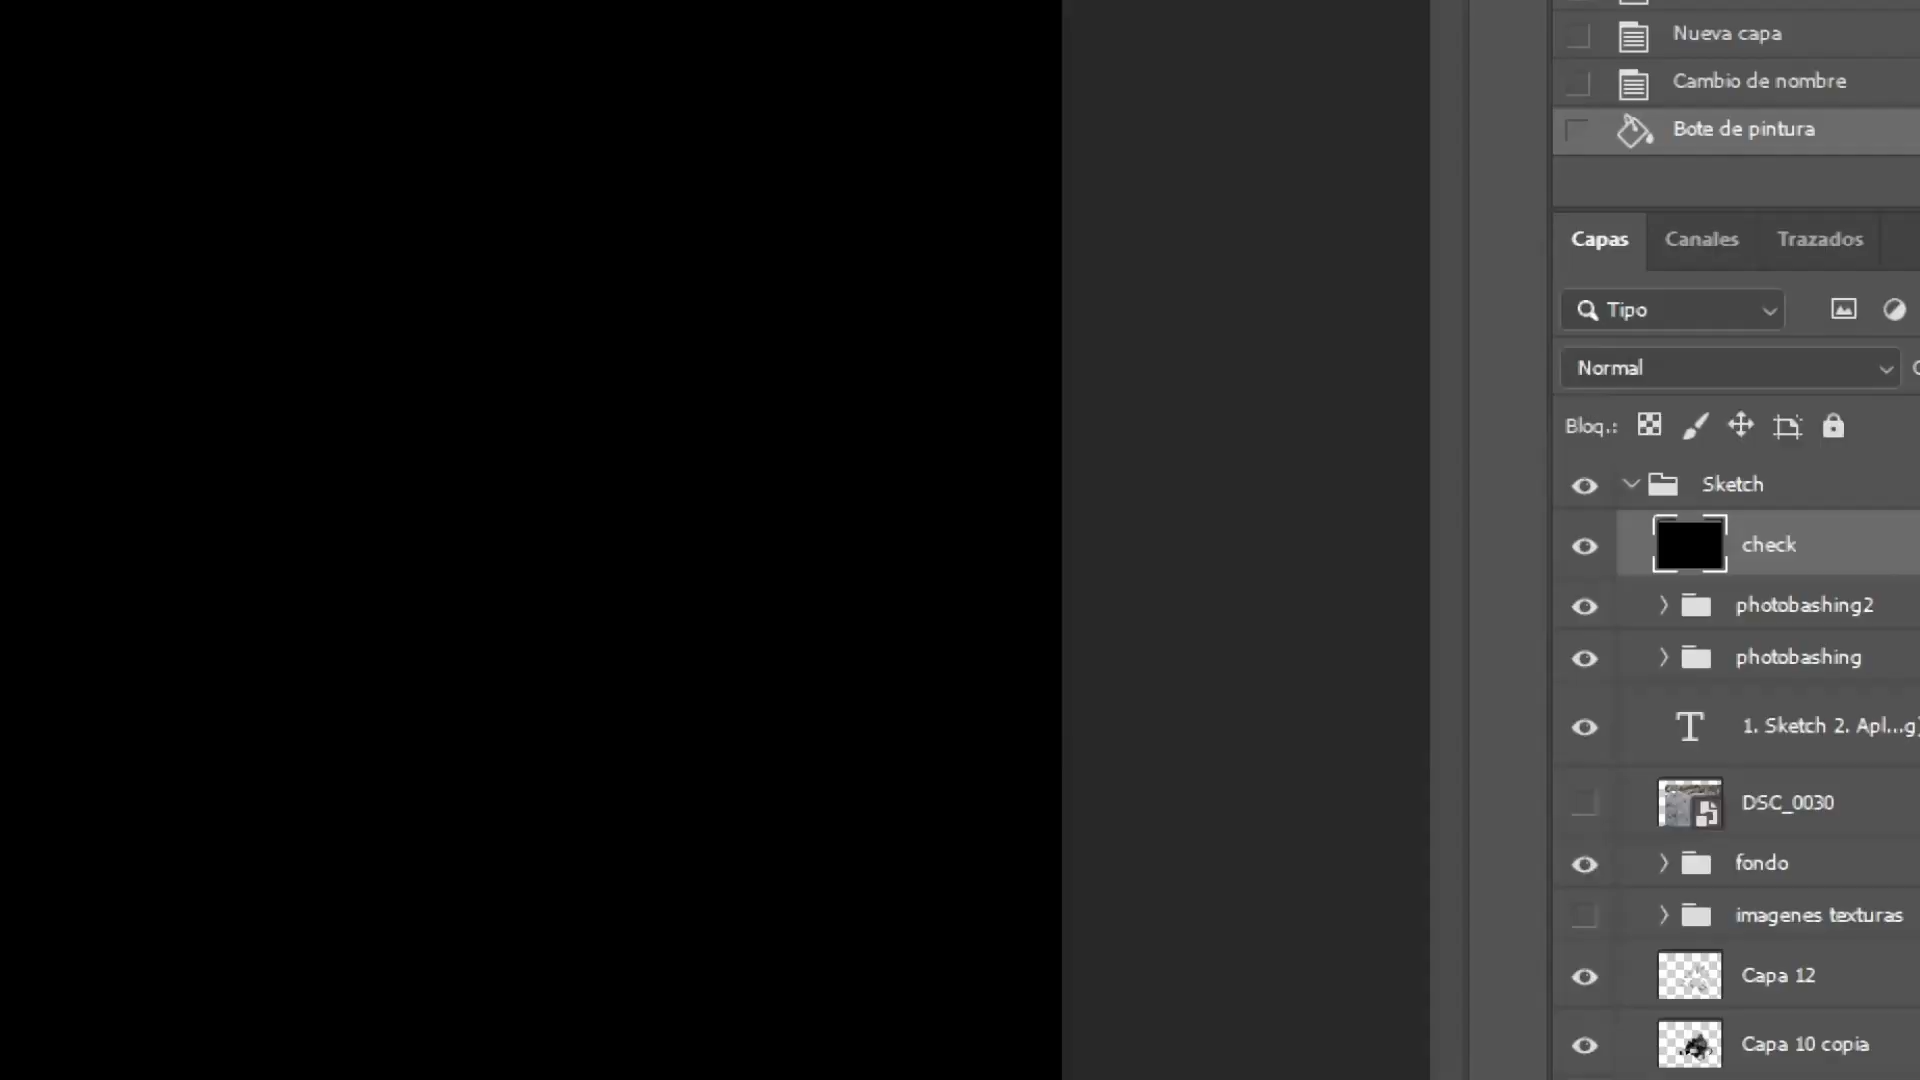 Nueva capa
Cambio de nombre
Bote de pintura
Capas Canales Trazados
Tipo
Normal
Bloq.:
Sketch
check
photobashing2
photobashing
1. Sketch 2. Apl...g)
DSC_0030
fondo
imagenes texturas
Capa 12
Capa 10 copia